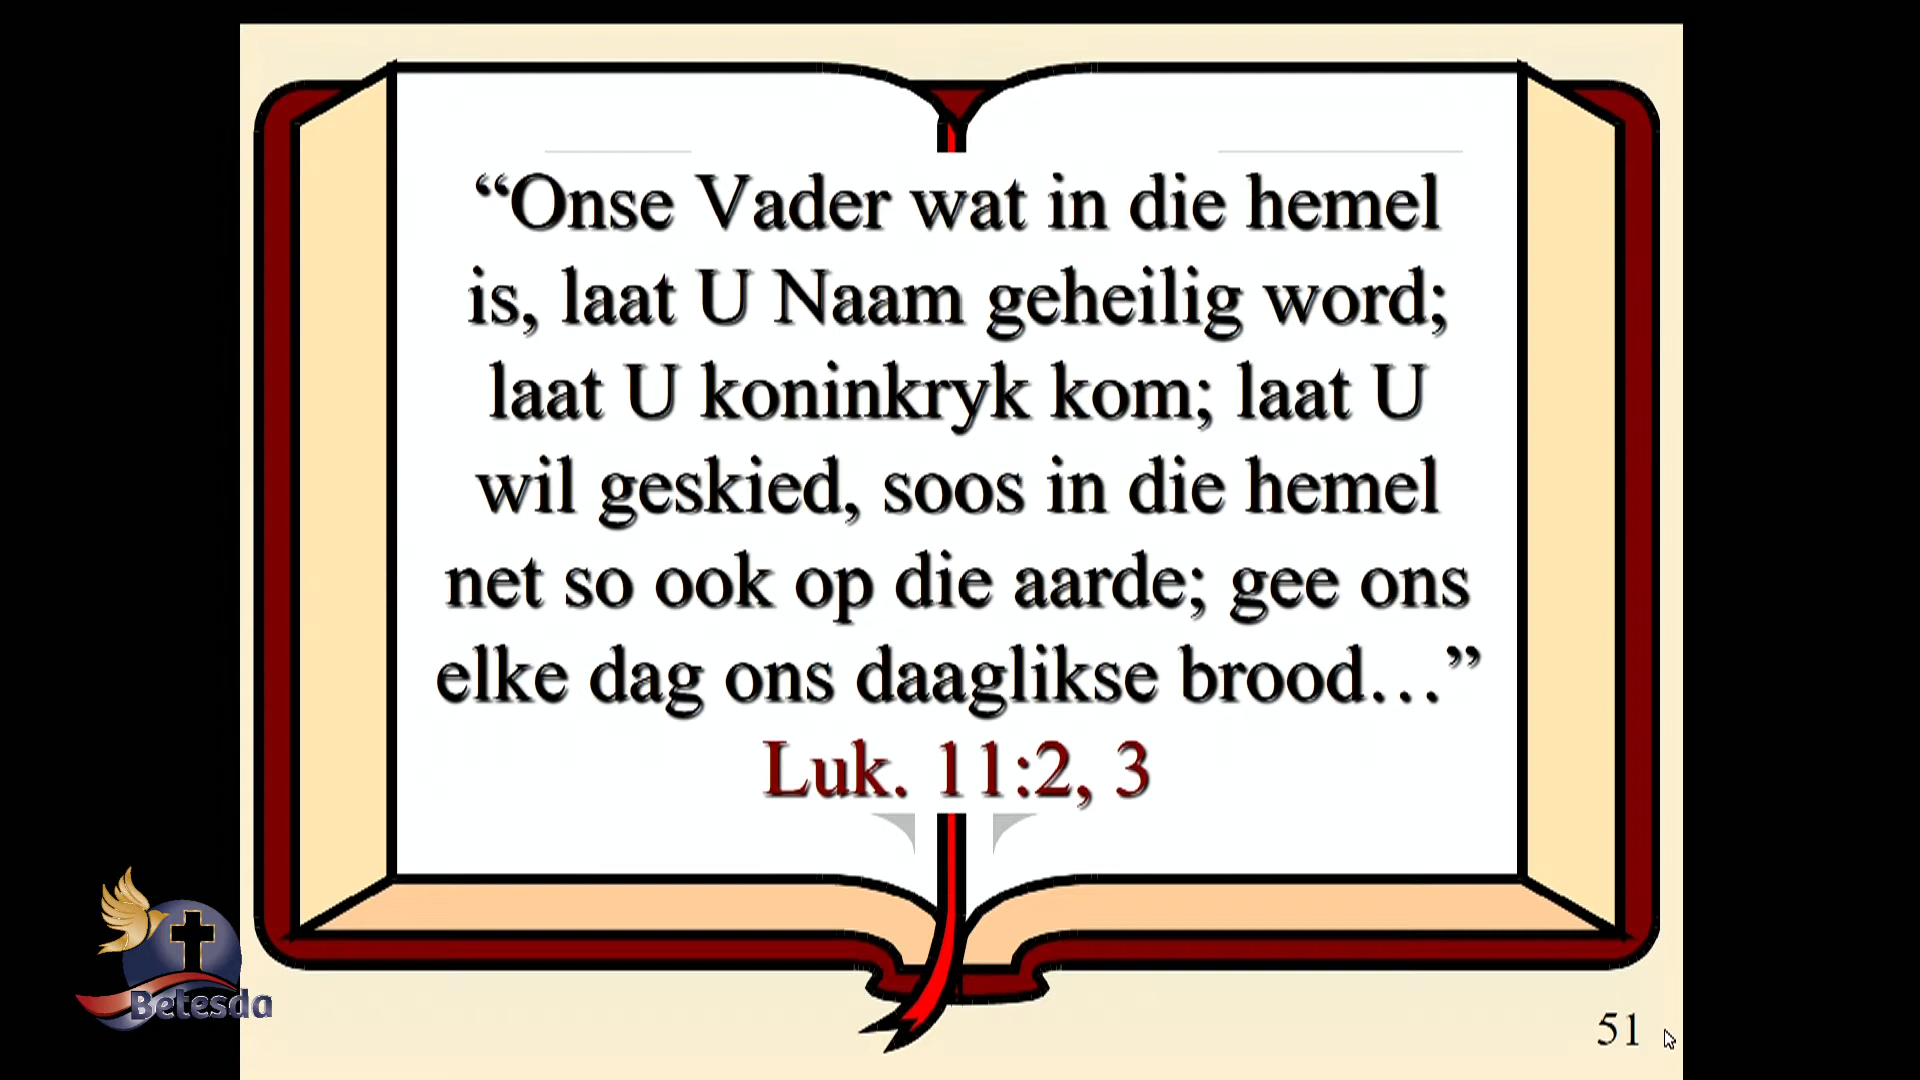 “Onse Vader wat in die hemel
is, laat U Naam geheilig word;
laat U koninkryk kom; laat U
wil geskied, soos in die hemel
net so ook op die aarde; gee ons
elke dag ons daaglikse brood…”
Luk. 11:2, 3
Betesda
51